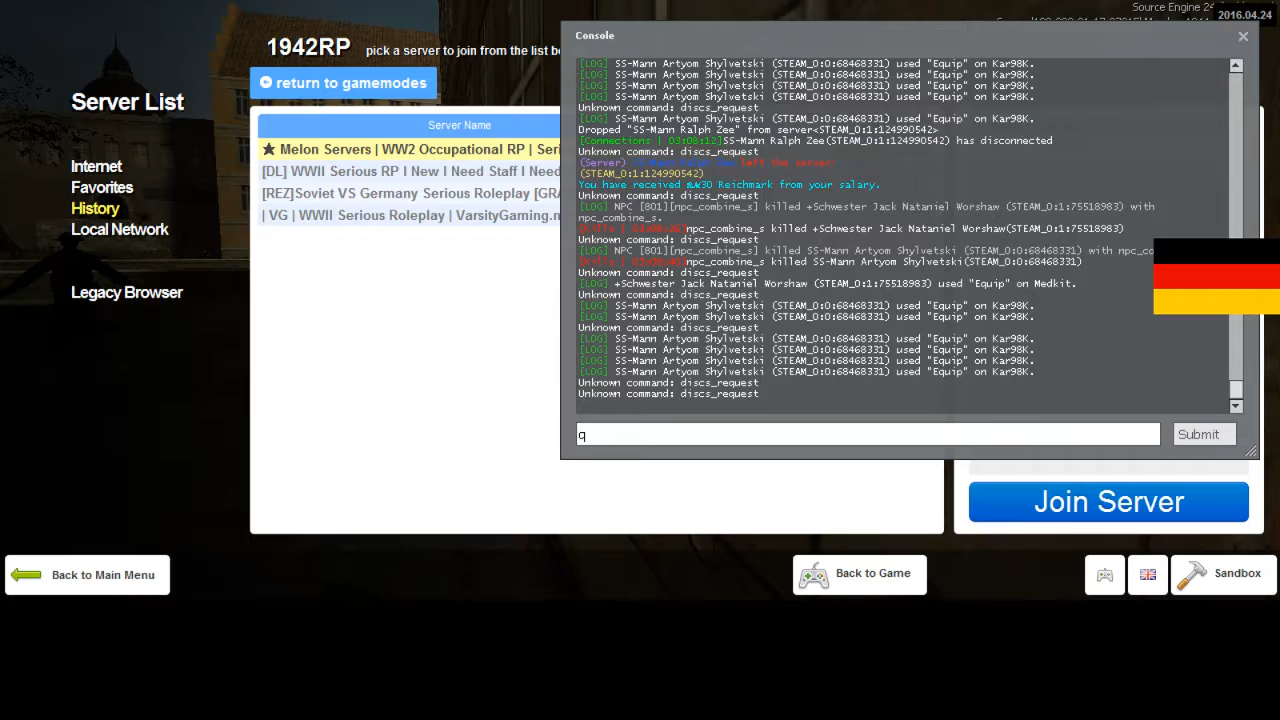 Source Engine 24
2016.04.24
1942RP pick a server to join from the list be
return to gamemodes
Server List
Internet
Favorites
History
Local Network
Legacy Browser
Server Name
Melon Servers | WW2 Occupational RP | Seri
[DL] WWII Serious RP I New I Need Staff I Need
[REZ]Soviet VS Germany Serious Roleplay [GRA
| VG | WWII Serious Roleplay | VarsityGaming.n
Console
[LOG] SS-Mann Artyom Shylvetski (STEAM_0:0:68468331) used "Equip" on Kar98K.
[LOG] SS-Mann Artyom Shylvetski (STEAM_0:0:68468331) used "Equip" on Kar98K.
[LOG] SS-Mann Artyom Shylvetski (STEAM_0:0:68468331) used "Equip" on Kar98K.
[LOG] SS-Mann Artyom Shylvetski (STEAM_0:0:68468331) used "Equip" on Kar98K.
Unknown command: discs_request
[LOG] SS-Mann Artyom Shylvetski (STEAM_0:0:68468331) used "Equip" on Kar98K.
Dropped "SS-Mann Ralph Zee" from server<STEAM_0:1:124990542>
[Connections | 03:08:12]SS-Mann Ralph Zee(STEAM_0:1:124990542) has disconnected
Unknown command: discs_request
(Server) SS-Mann Ralph Zee left the server!
(STEAM_0:1:124990542)
You have received 30 Reichmark from your salary.
Unknown command: discs_request
[LOG] NPC [801][npc_combine_s] killed +Schwester Jack Nataniel Worshaw (STEAM_0:1:75518983) with
npc_combine_s.
npc_combine_s killed +Schwester Jack Nataniel Worshaw(STEAM_0:1:75518983)
Unknown command: discs_request
[LOG] NPC [801][npc_combine_s] killed SS-Mann Artyom Shylvetski (STEAM_0:0:68468331) with npc_co
npc_combine_s killed SS-Mann Artyom Shylvetski(STEAM_0:0:68468331)
Unknown command: discs_request
[LOG] +Schwester Jack Nataniel Worshaw (STEAM_0:1:75518983) used "Equip" on Medkit.
Unknown command: discs_request
[LOG] SS-Mann Artyom Shylvetski (STEAM_0:0:68468331) used "Equip" on Kar98K.
[LOG] SS-Mann Artyom Shylvetski (STEAM_0:0:68468331) used "Equip" on Kar98K.
Unknown command: discs_request
[LOG] SS-Mann Artyom Shylvetski (STEAM_0:0:68468331) used "Equip" on Kar98K.
[LOG] SS-Mann Artyom Shylvetski (STEAM_0:0:68468331) used "Equip" on Kar98K.
[LOG] SS-Mann Artyom Shylvetski (STEAM_0:0:68468331) used "Equip" on Kar98K.
[LOG] SS-Mann Artyom Shylvetski (STEAM_0:0:68468331) used "Equip" on Kar98K.
Unknown command: discs_request
Unknown command: discs_request
q
Submit
Join Server
Back to Main Menu
Back to Game
Sandbox